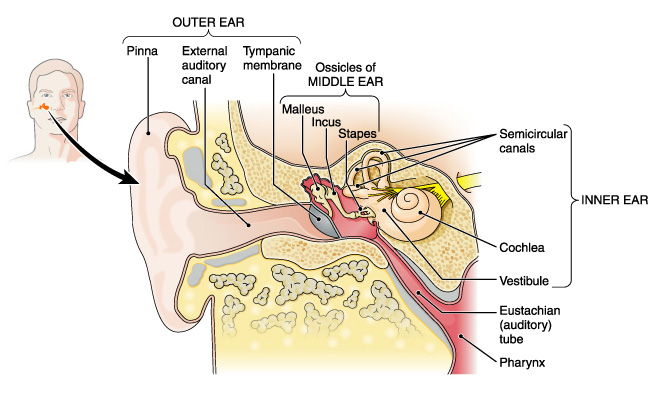 OUTER EAR
Pinna
External
auditory
canal
Tympanic
membrane
Ossicles of
MIDDLE EAR
Malleus
Incus
Stapes
Semicircular
canals
INNER EAR
Cochlea
Vestibule
Eustachian
(auditory)
tube
Pharynx